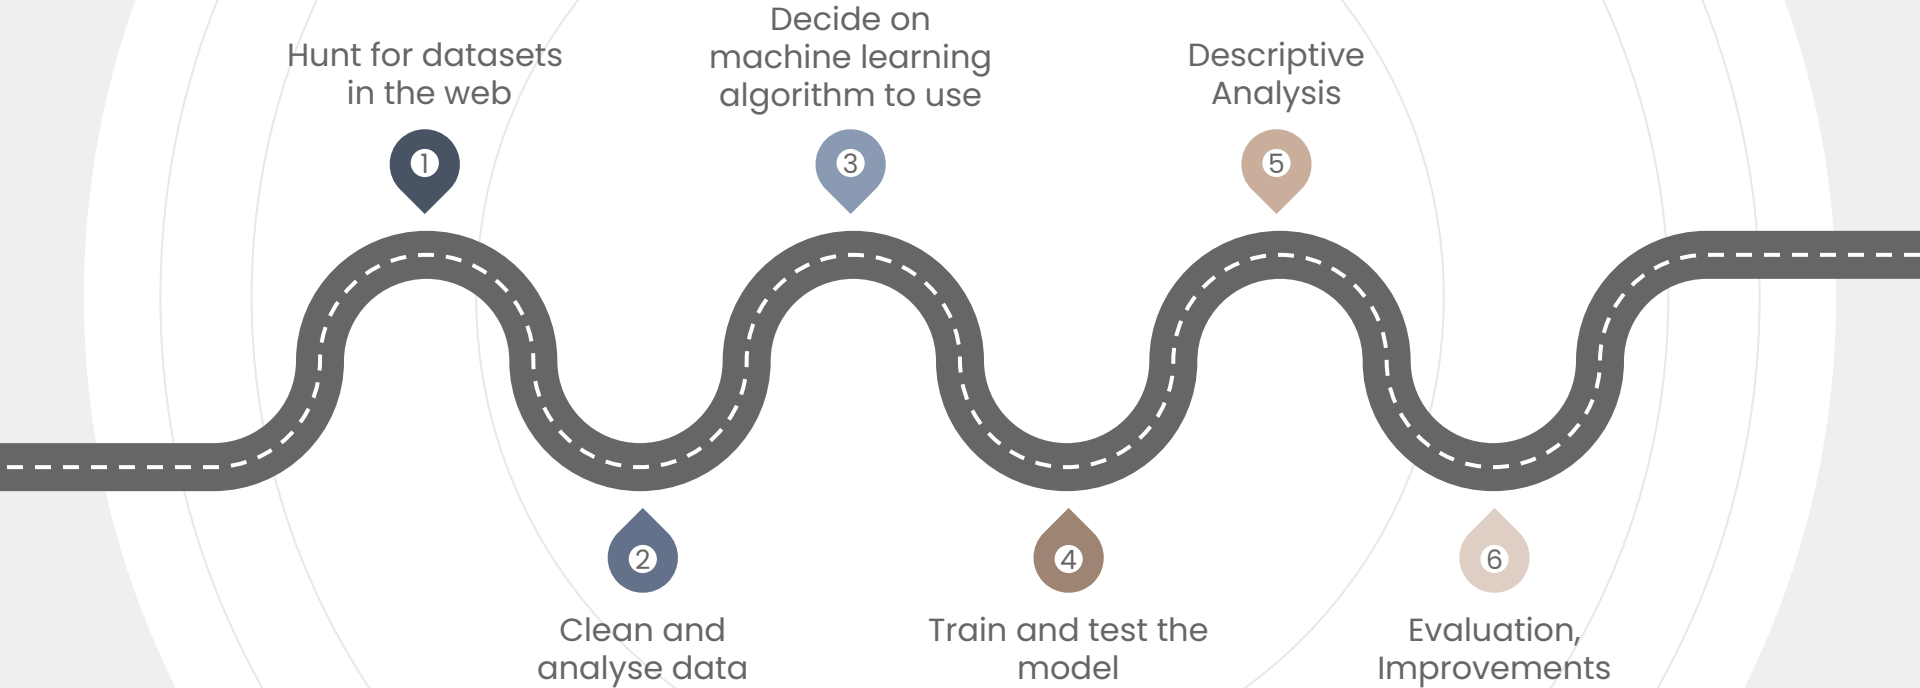 Hunt for datasets
in the web
1
2
Clean and
analyse data
Decide on
machine learning
algorithm to use
3
4
Train and test the
model
Descriptive
Analysis
5
6
Evaluation,
Improvements